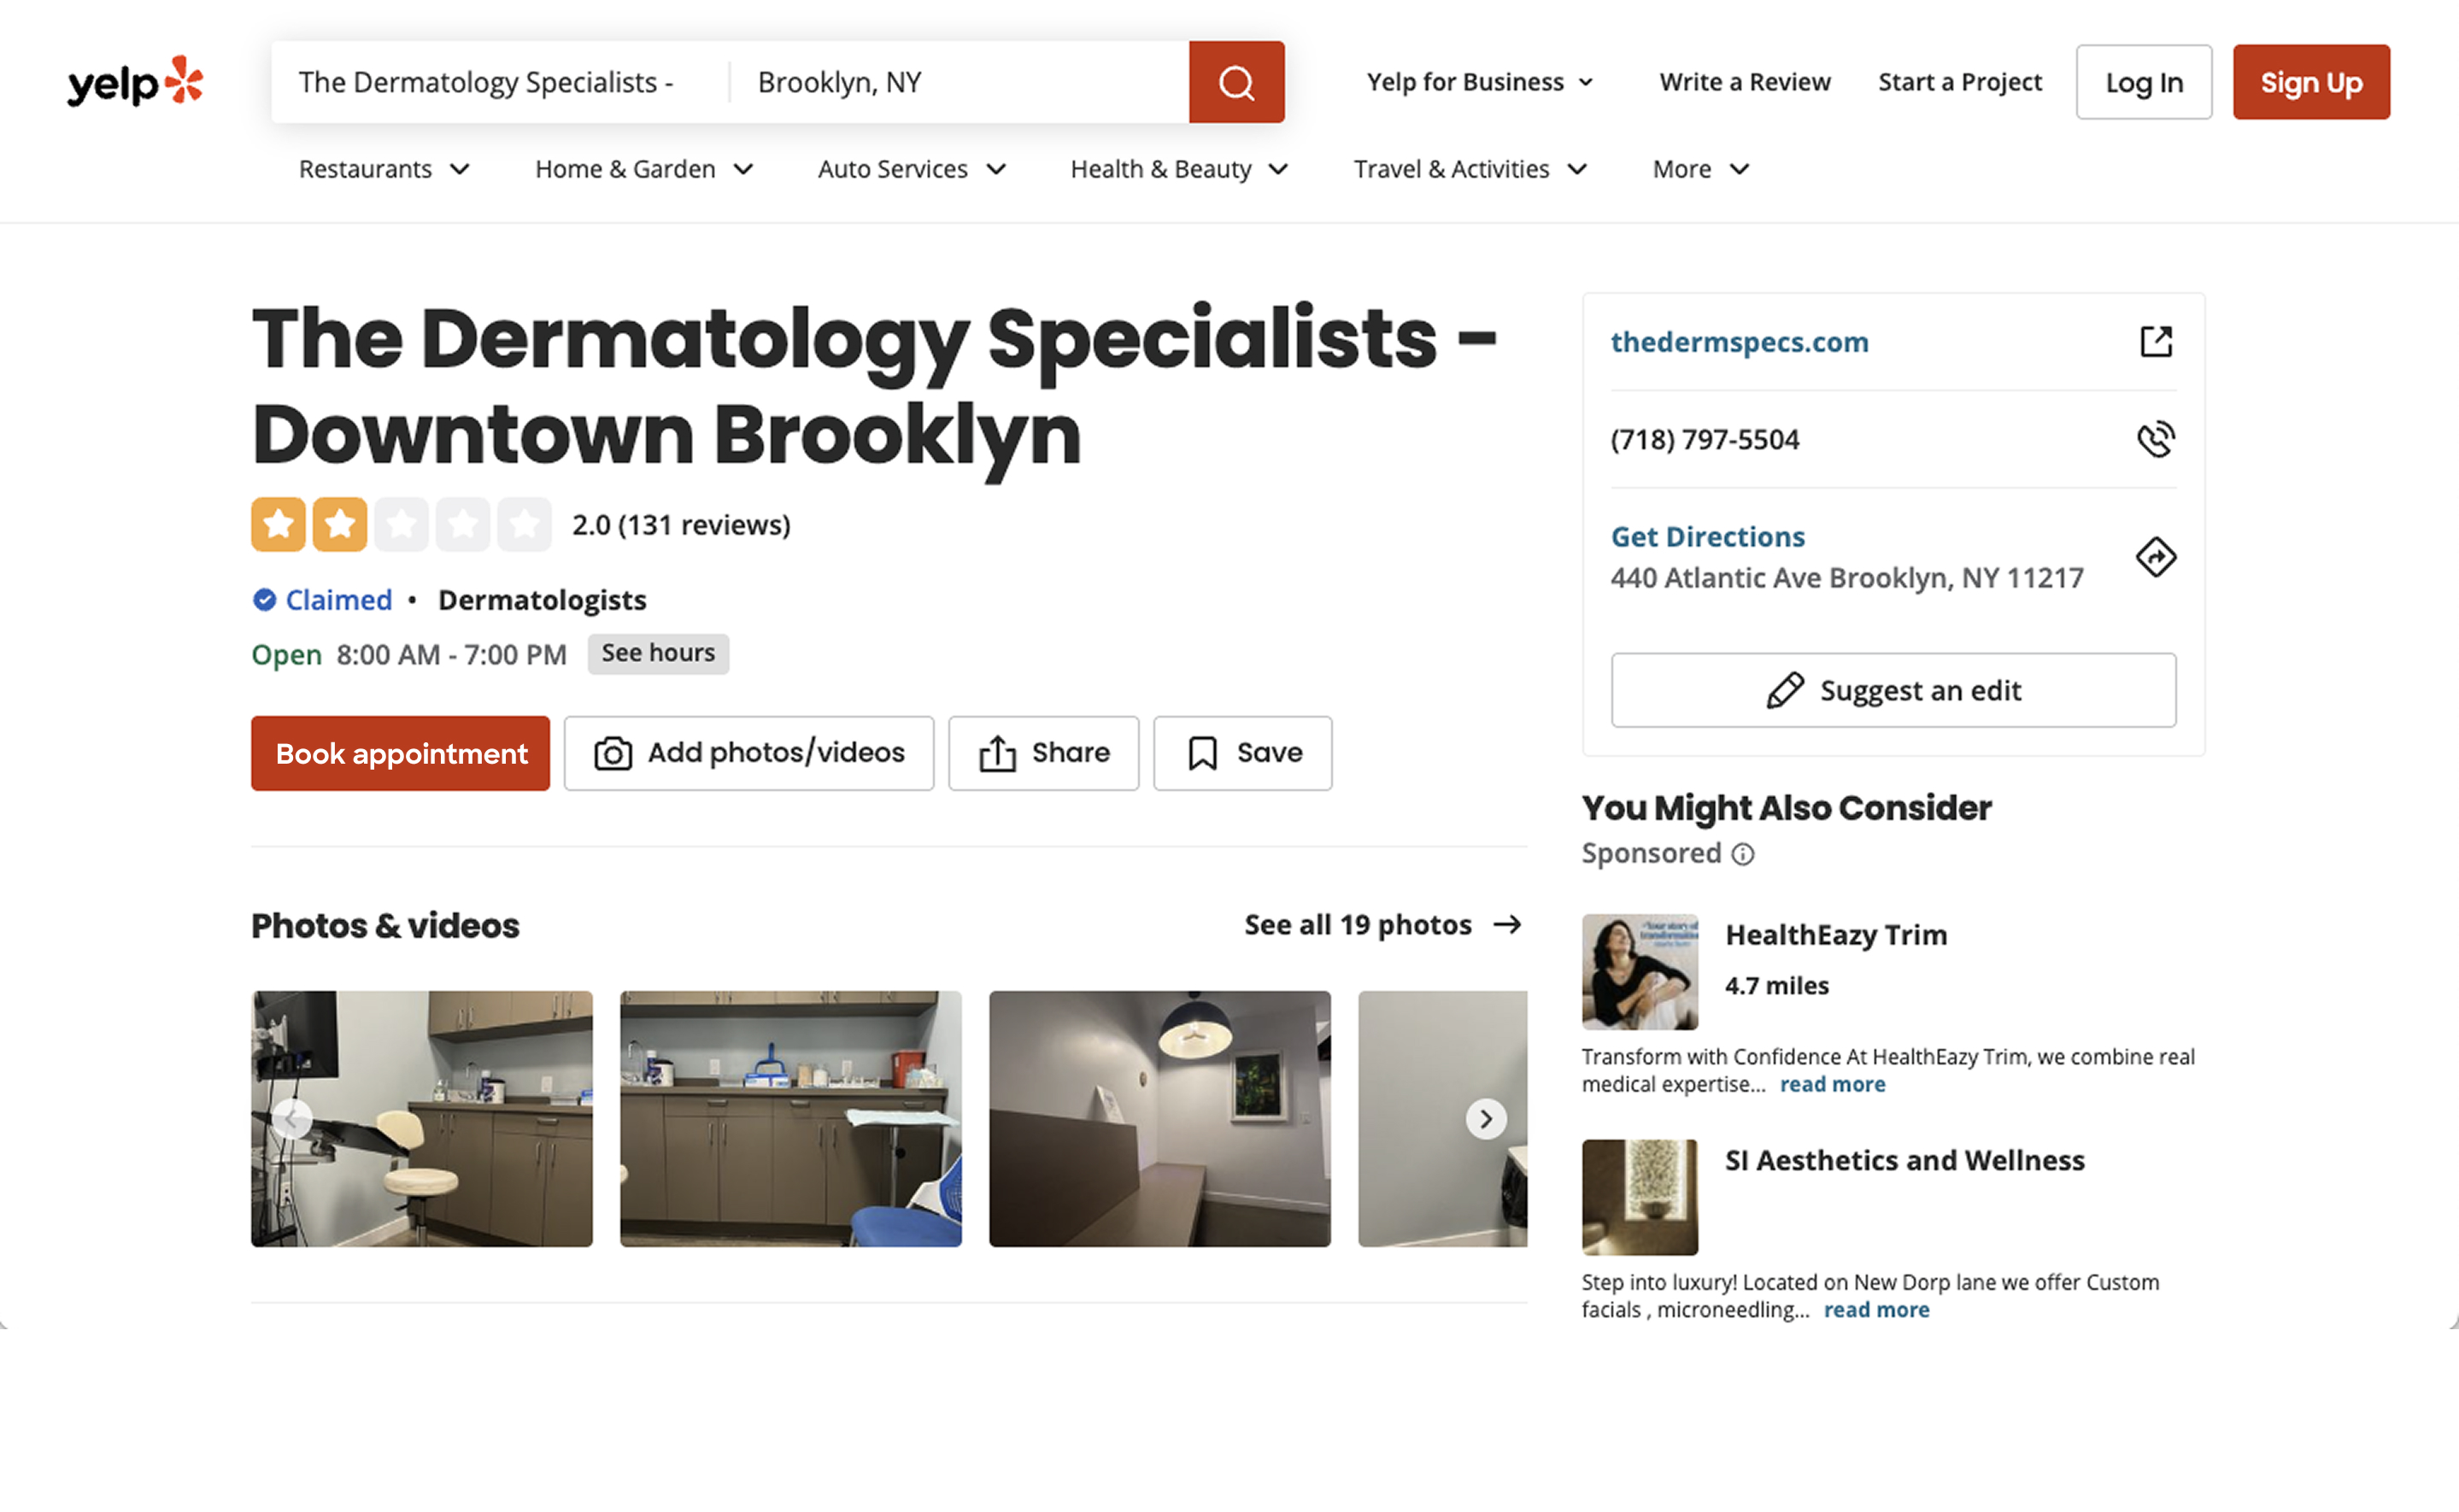 yelp
The Dermatology Specialists -
Brooklyn, NY
Yelp for Business
Write a Review
Start a Project
Log In
Sign Up
Restaurants
Home & Garden
Auto Services
Health & Beauty
Travel & Activities
More
The Dermatology Specialists -
Downtown Brooklyn
2.0 (131 reviews)
Claimed • Dermatologists
Open 8:00 AM - 7:00 PM See hours
Book appointment
Add photos/videos
Share
Save
Photos & videos
See all 19 photos
thedermspecs.com
(718) 797-5504
Get Directions
440 Atlantic Ave Brooklyn, NY 11217
Suggest an edit
You Might Also Consider
Sponsored
Your story of
transformation
HealthEazy Trim
4.7 miles
Transform with Confidence At HealthEazy Trim, we combine real
medical expertise... read more
SI Aesthetics and Wellness
Step into luxury! Located on New Dorp lane we offer Custom
facials , microneedling... read more